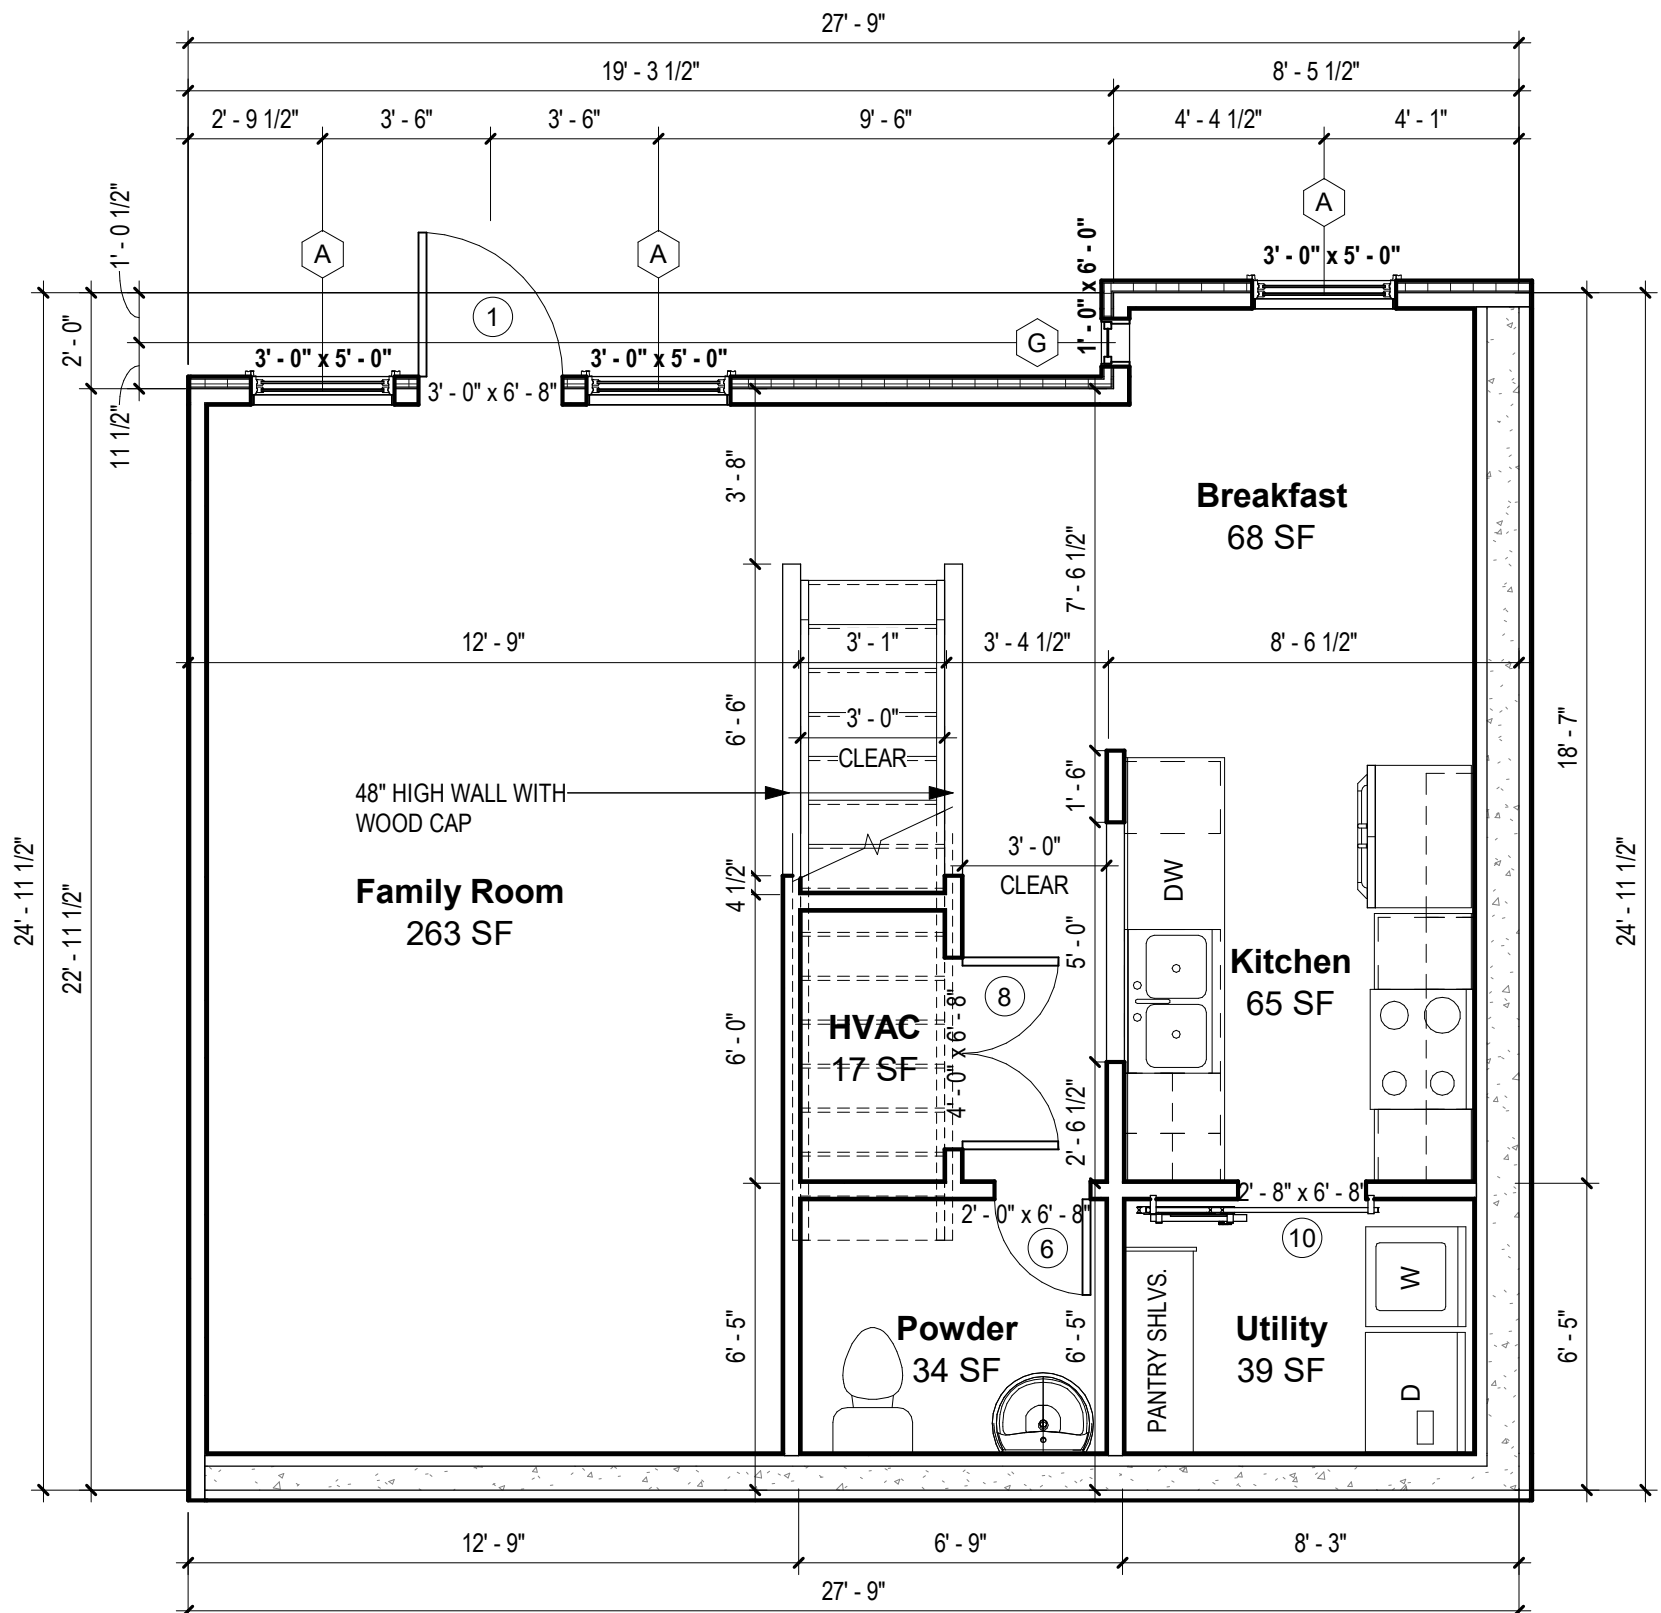 27' - 9"
19' - 3 1/2"
8' - 5 1/2"
2' - 9 1/2"
3' - 6"
3' - 6"
9' - 6"
4' - 4 1/2"
4' - 1"
1' - 0 1/2"
2' - 0"
11 1/2"
A
A
A
1
G
1' - 0" x 6' - 0"
3' - 0" x 5' - 0"
3' - 0" x 5' - 0"
3' - 0" x 5' - 0"
3' - 0" x 6' - 8"
3' - 8"
Breakfast
68 SF
7' - 6 1/2"
12' - 9"
3' - 1"
3' - 4 1/2"
8' - 6 1/2"
6' - 6"
3' - 0"
CLEAR
18' - 7"
48" HIGH WALL WITH
WOOD CAP
1' - 6"
3' - 0"
CLEAR
DW
4 1/2"
Family Room
263 SF
24' - 11 1/2"
22' - 11 1/2"
24' - 11 1/2"
5' - 0"
Kitchen
65 SF
8
HVAC
17 SF
4' - 0" x 6' - 8"
6' - 0"
2' - 6 1/2"
2' - 8" x 6' - 8"
2' - 0" x 6' - 8"
6
10
W
PANTRY SHLVS.
Powder
34 SF
Utility
39 SF
6' - 5"
6' - 5"
6' - 5"
D
12' - 9"
6' - 9"
8' - 3"
27' - 9"